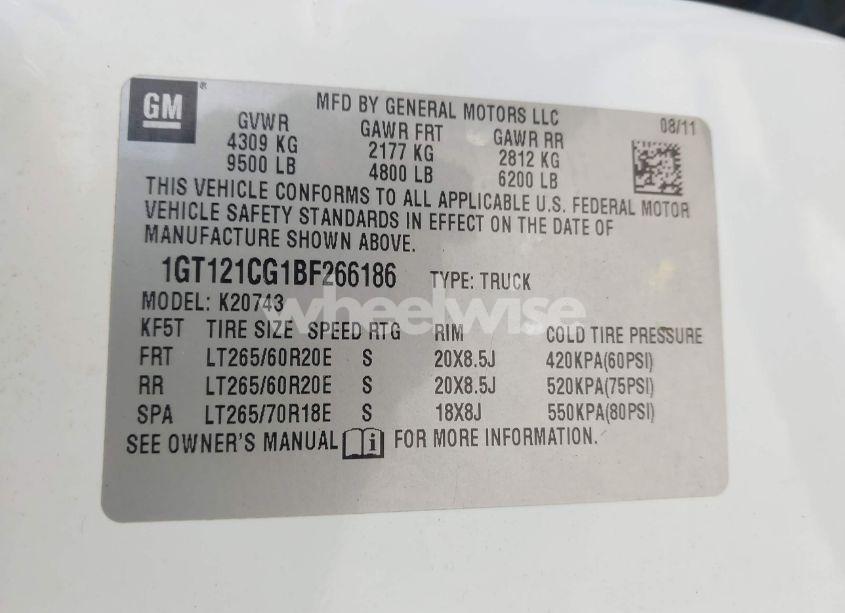 GM
MFD BY GENERAL MOTORS LLC
08/11
GVWR GAWR FRT GAWR RR
4309 KG 2177 KG 2812 KG
9500 LB 4800 LB 6200 LB
THIS VEHICLE CONFORMS TO ALL APPLICABLE U.S. FEDERAL MOTOR
VEHICLE SAFETY STANDARDS IN EFFECT ON THE DATE OF
MANUFACTURE SHOWN ABOVE.
1GT121CG1BF266186 TYPE: TRUCK
MODEL: K20743
wheelwise
KF5T TIRE SIZE SPEED RTG RIM COLD TIRE PRESSURE
FRT LT265/60R20E S 20X8.5J 420KPA(60PSI)
RR LT265/60R20E S 20X8.5J 520KPA(75PSI)
SPA LT265/70R18E S 18X8J 550KPA(80PSI)
SEE OWNER'S MANUAL i FOR MORE INFORMATION.